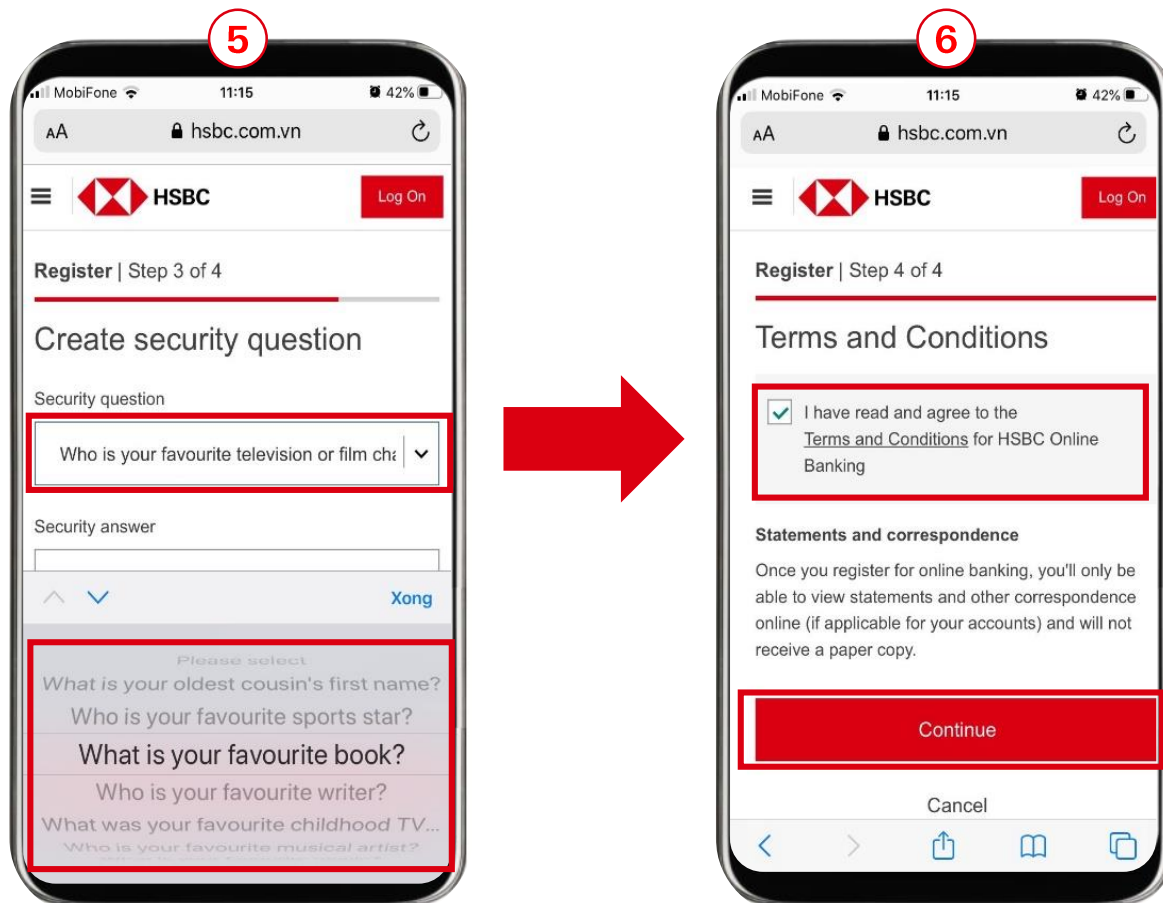 5
MobiFone 11:15 42%
AA hsbc.com.vn
HSBC Log On
Register | Step 3 of 4
Create security question
Security question
Who is your favourite television or film cha
Security answer
Xong
Please select
What is your oldest cousin's first name?
Who is your favourite sports star?
What is your favourite book?
Who is your favourite writer?
What was your favourite childhood TV...
Who is your favourite musical artist?
6
MobiFone 11:15 42%
AA hsbc.com.vn
HSBC Log On
Register | Step 4 of 4
Terms and Conditions
I have read and agree to the
Terms and Conditions for HSBC Online
Banking
Statements and correspondence
Once you register for online banking, you'll only be
able to view statements and other correspondence
online (if applicable for your accounts) and will not
receive a paper copy.
Continue
Cancel